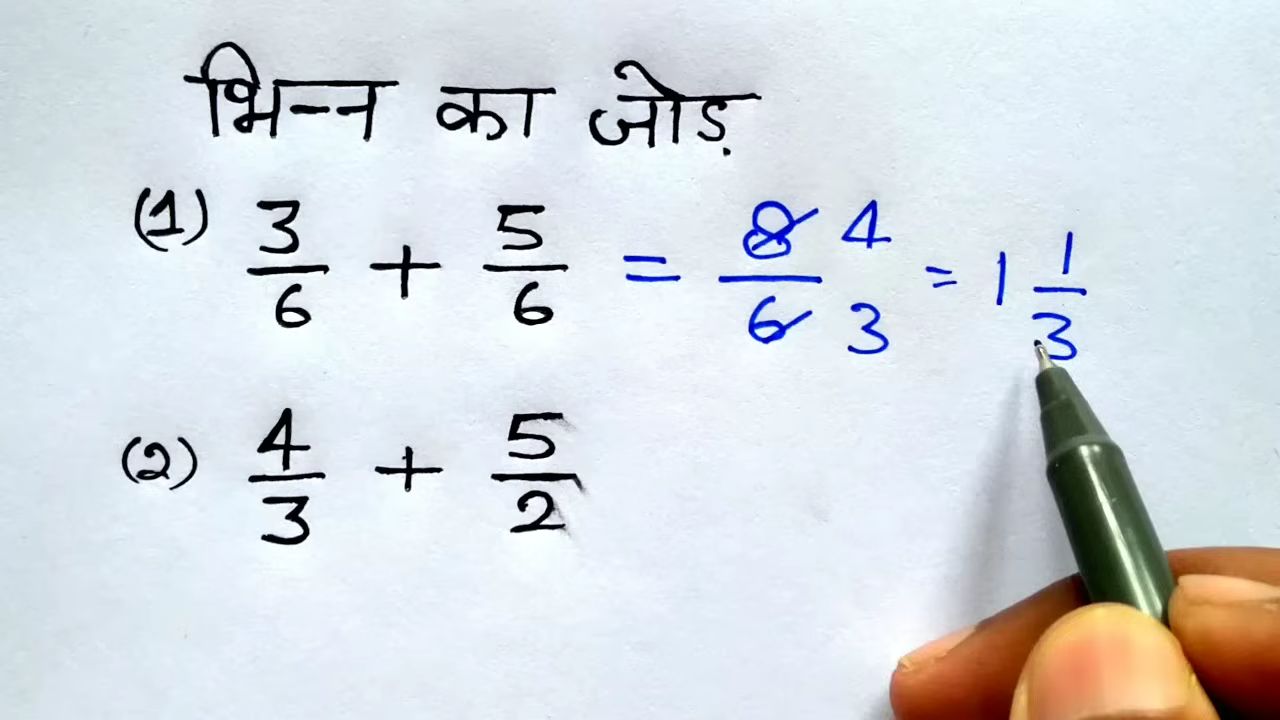 भिन्न का जोड़
(1) 3/6 + 5/6 = 8/6 4/3 = 1 1/3
(2) 4/3 + 5/2